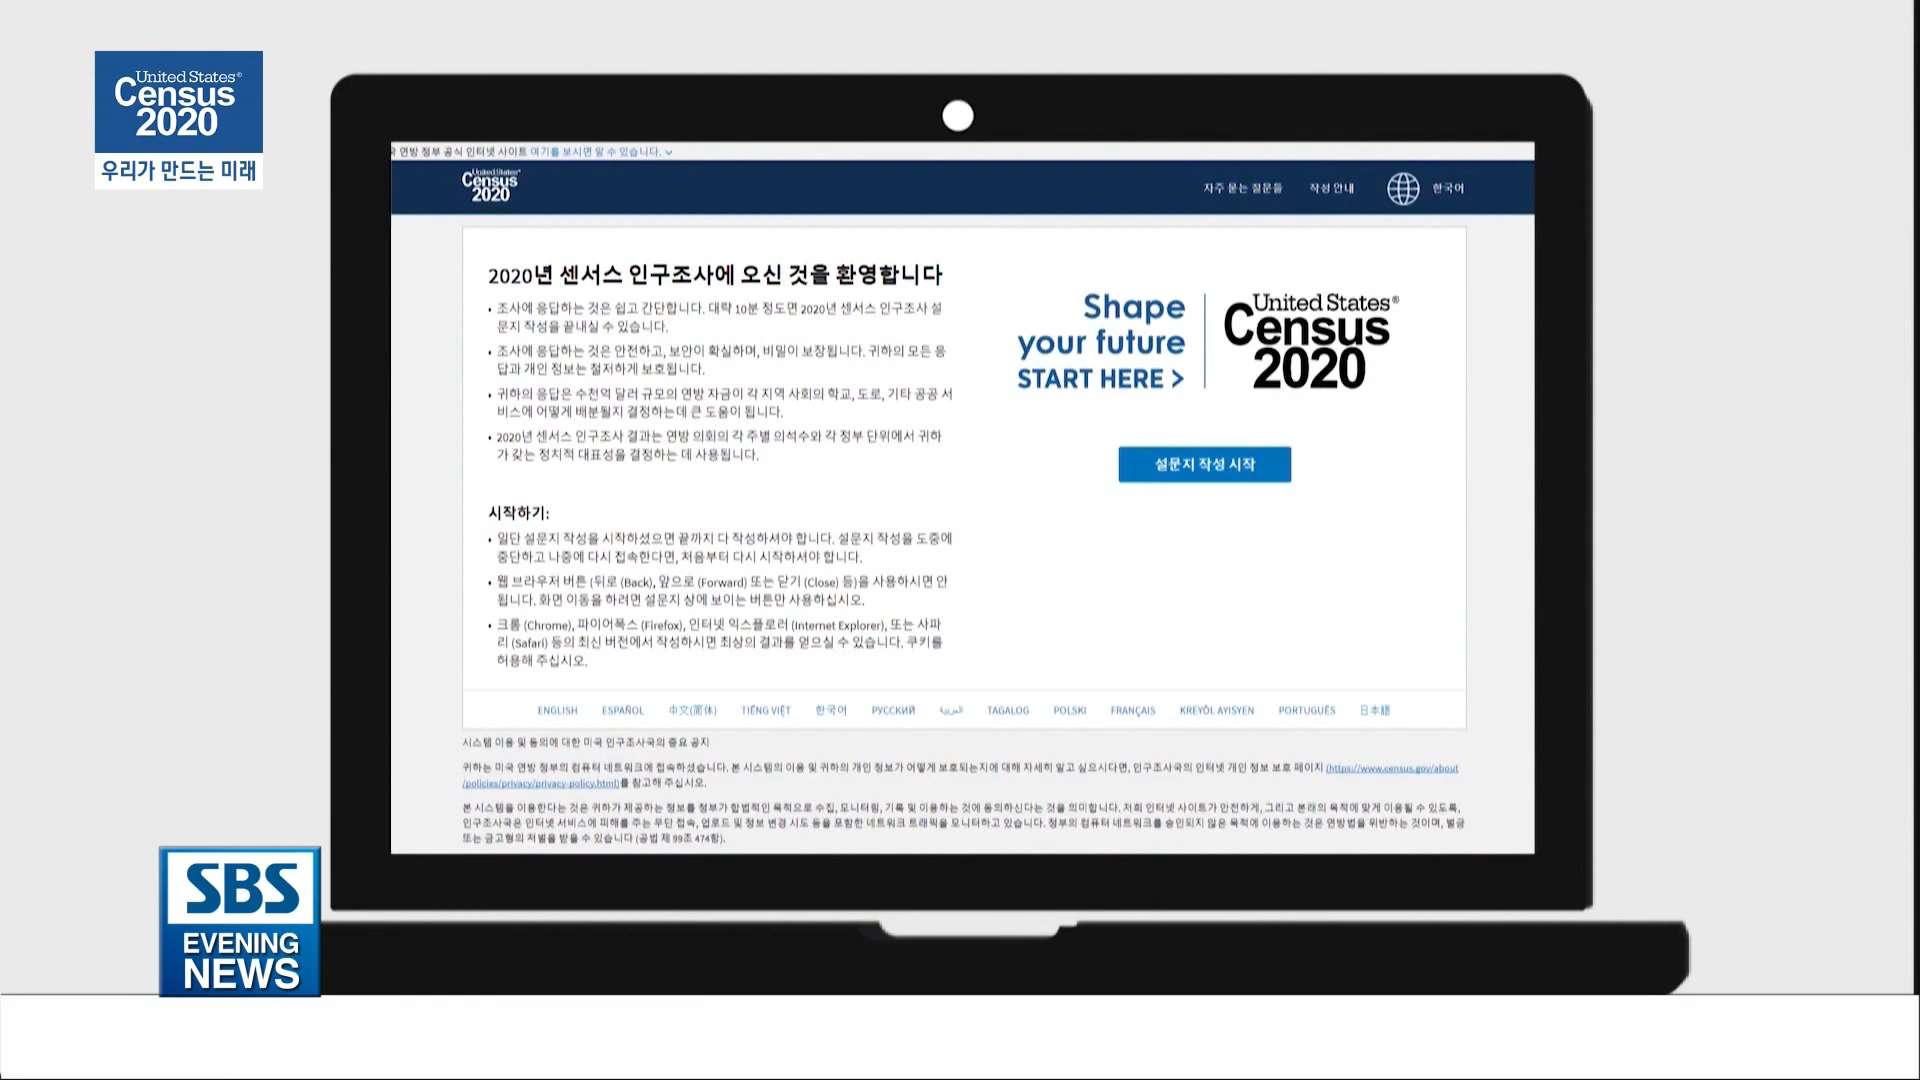 United States®
Census
2020
우리가 만드는 미래
연방 정부 공식 인터넷 사이트 여기를 보시면 알 수 있습니다.
United States®
Census
2020
자주 묻는 질문들 작성 안내 한국어
2020년 센서스 인구조사에 오신 것을 환영합니다
• 조사에 응답하는 것은 쉽고 간단합니다. 대략 10분 정도면 2020년 센서스 인구조사 설
문지 작성을 끝내실 수 있습니다.
• 조사에 응답하는 것은 안전하고, 보안이 확실하며, 비밀이 보장됩니다. 귀하의 모든 응
답과 개인 정보는 철저하게 보호됩니다.
• 귀하의 응답은 수천억 달러 규모의 연방 자금이 각 지역 사회의 학교, 도로, 기타 공공 서
비스에 어떻게 배분될지 결정하는데 큰 도움이 됩니다.
• 2020년 센서스 인구조사 결과는 연방 의회의 각 주별 의석수와 각 정부 단위에서 귀하
가 갖는 정치적 대표성을 결정하는 데 사용됩니다.
Shape
your future
START HERE >
United States®
Census
2020
설문지 작성 시작
시작하기:
• 일단 설문지 작성을 시작하셨으면 끝까지 다 작성하셔야 합니다. 설문지 작성을 도중에
중단하고 나중에 다시 접속한다면, 처음부터 다시 시작하셔야 합니다.
• 웹 브라우저 버튼 (뒤로 (Back), 앞으로 (Forward) 또는 닫기 (Close) 등)을 사용하시면 안
됩니다. 화면 이동을 하려면 설문지 상에 보이는 버튼만 사용하십시오.
• 크롬 (Chrome), 파이어폭스 (Firefox), 인터넷 익스플로러 (Internet Explorer), 또는 사파
리 (Safari) 등의 최신 버전에서 작성하시면 최상의 결과를 얻으실 수 있습니다. 쿠키를
허용해 주십시오.
ENGLISH ESPAÑOL 中文(简体) TIẾNG VIỆT 한국어 РУССКИЙ العربية TAGALOG POLSKI FRANÇAIS KREYÒL AYISYEN PORTUGUÊS 日本語
시스템 이용 및 동의에 대한 미국 인구조사국의 중요 공지
귀하는 미국 연방 정부의 컴퓨터 네트워크에 접속하셨습니다. 본 시스템의 이용 및 귀하의 개인 정보가 어떻게 보호되는지에 대해 자세히 알고 싶으시다면, 인구조사국의 인터넷 개인 정보 보호 페이지 (https://www.census.gov/about
/policies/privacy/privacy-policy.html)를 참고해 주십시오.
본 시스템을 이용한다는 것은 귀하가 제공하는 정보를 정부가 합법적인 목적으로 수집, 모니터링, 기록 및 이용하는 것에 동의하신다는 것을 의미합니다. 저희 인터넷 사이트가 안전하게, 그리고 본래의 목적에 맞게 이용될 수 있도록,
인구조사국은 인터넷 서비스에 피해를 주는 무단 접속, 업로드 및 정보 변경 시도 등을 포함한 네트워크 트래픽을 모니터하고 있습니다. 정부의 컴퓨터 네트워크를 승인되지 않은 목적에 이용하는 것은 연방법을 위반하는 것이며, 벌금
또는 금고형의 처벌을 받을 수 있습니다 (공법 제 99조 474항).
SBS
EVENING
NEWS